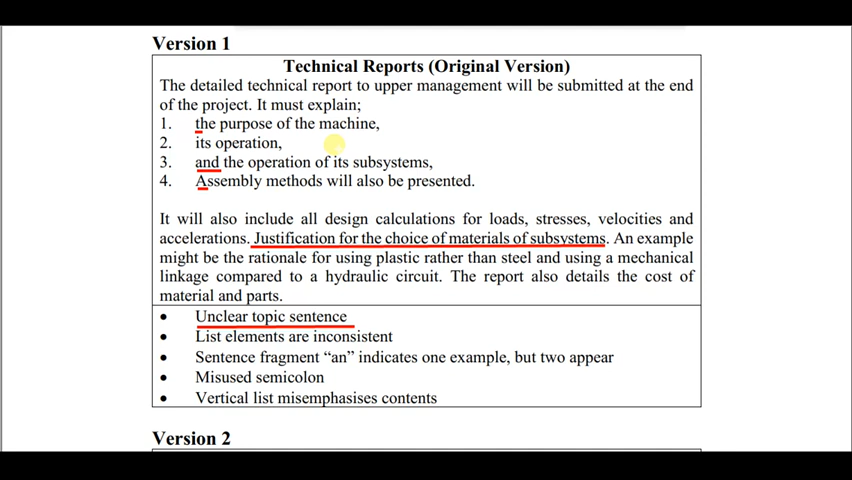 Version 1
Technical Reports (Original Version)
The detailed technical report to upper management will be submitted at the end
of the project. It must explain;
1. the purpose of the machine,
2. its operation,
3. and the operation of its subsystems,
4. Assembly methods will also be presented.
It will also include all design calculations for loads, stresses, velocities and
accelerations. Justification for the choice of materials of subsystems. An example
might be the rationale for using plastic rather than steel and using a mechanical
linkage compared to a hydraulic circuit. The report also details the cost of
material and parts.
• Unclear topic sentence
• List elements are inconsistent
• Sentence fragment “an” indicates one example, but two appear
• Misused semicolon
• Vertical list misemphasises contents
Version 2